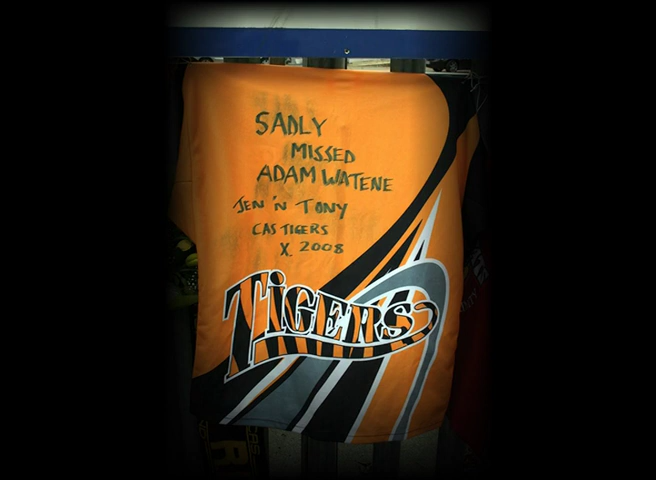 SADLY
MISSED
ADAM WATENE
JEN 'N TONY
CAS TIGERS
X. 2008
TIGERS
R